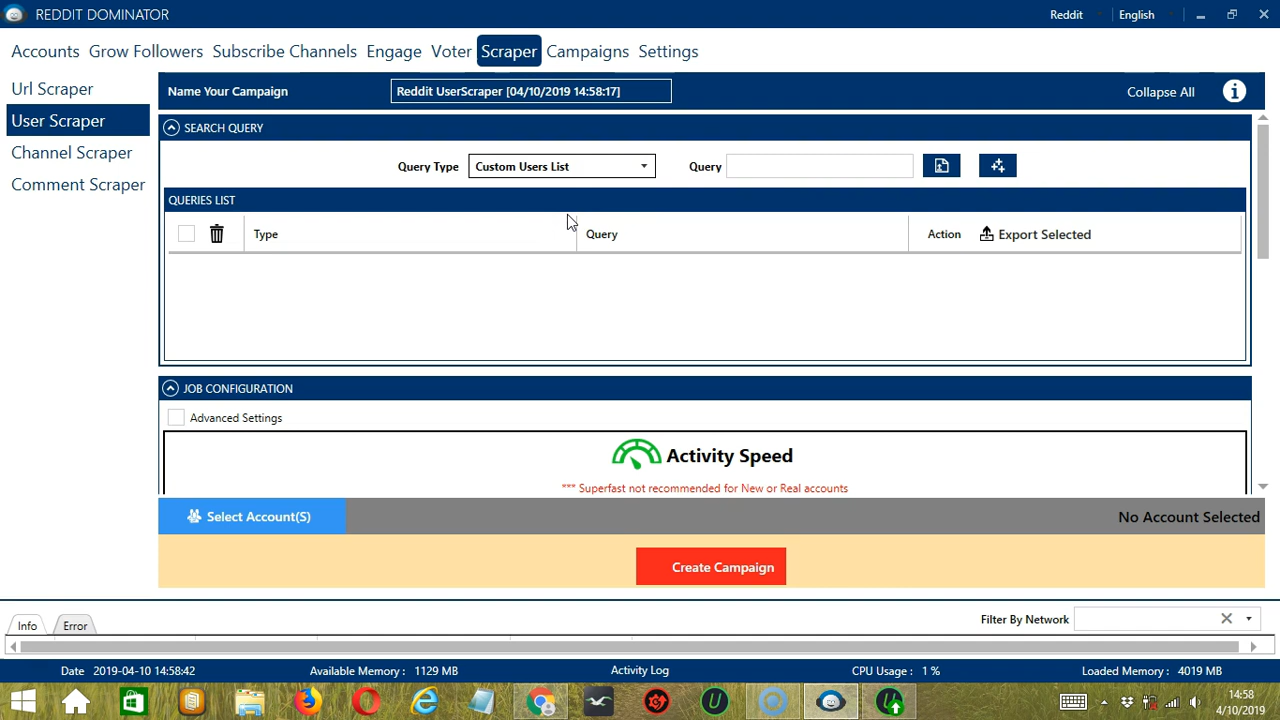 REDDIT DOMINATOR
Reddit
English
Accounts Grow Followers Subscribe Channels Engage Voter Scraper Campaigns Settings
Url Scraper
User Scraper
Channel Scraper
Comment Scraper
Name Your Campaign
Reddit UserScraper [04/10/2019 14:58:17]
Collapse All
SEARCH QUERY
Query Type
Custom Users List
Query
QUERIES LIST
Type
Query
Action
Export Selected
JOB CONFIGURATION
Advanced Settings
Activity Speed
*** Superfast not recommended for New or Real accounts
Select Account(S)
No Account Selected
Create Campaign
Info
Error
Filter By Network
Date 2019-04-10 14:58:42
Available Memory : 1129 MB
Activity Log
CPU Usage : 1 %
Loaded Memory : 4019 MB
14:58
4/10/2019